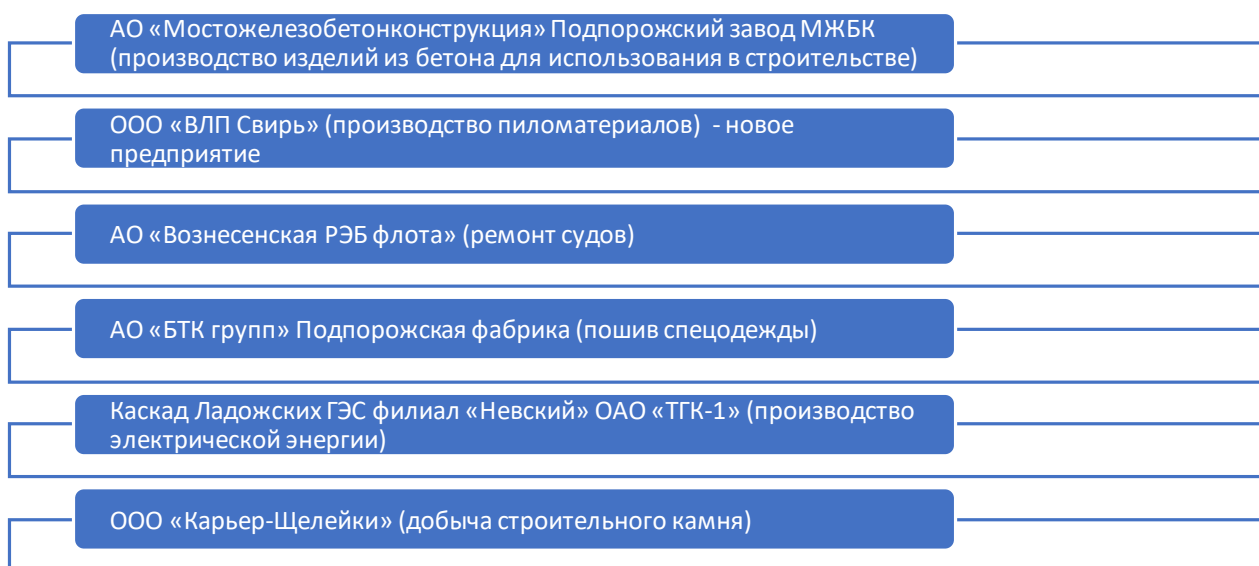 АО «Мостожелезобетонконструкция» Подпорожский завод МЖБК
(производство изделий из бетона для использования в строительстве)
ООО «ВЛП Свирь» (производство пиломатериалов) - новое
предприятие
АО «Вознесенская РЭБ флота» (ремонт судов)
АО «БТК групп» Подпорожская фабрика (пошив спецодежды)
Каскад Ладожских ГЭС филиал «Невский» ОАО «ТГК-1» (производство
электрической энергии)
ООО «Карьер-Щелейки» (добыча строительного камня)